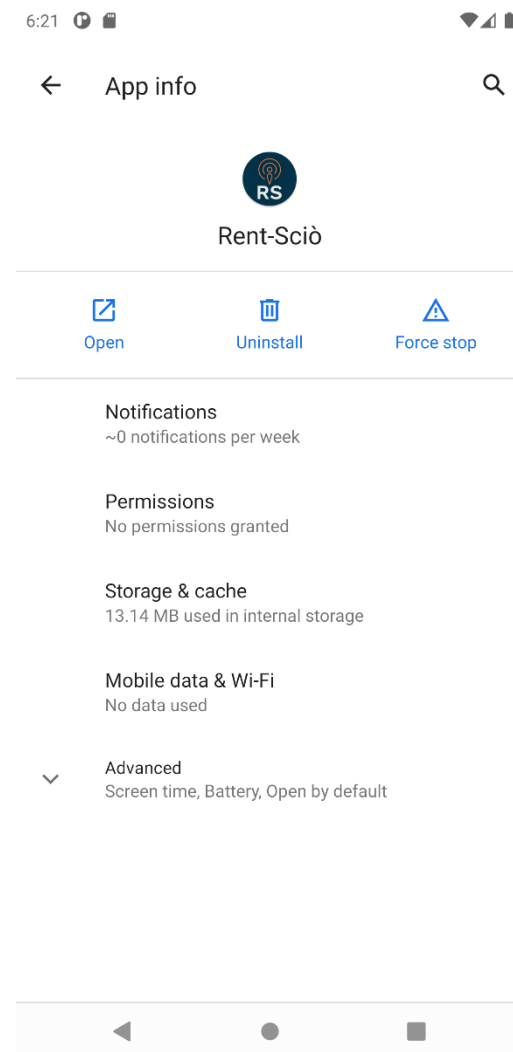 6:21
App info
RS
Rent-Sciò
Open
Uninstall
Force stop
Notifications
~0 notifications per week
Permissions
No permissions granted
Storage & cache
13.14 MB used in internal storage
Mobile data & Wi-Fi
No data used
Advanced
Screen time, Battery, Open by default